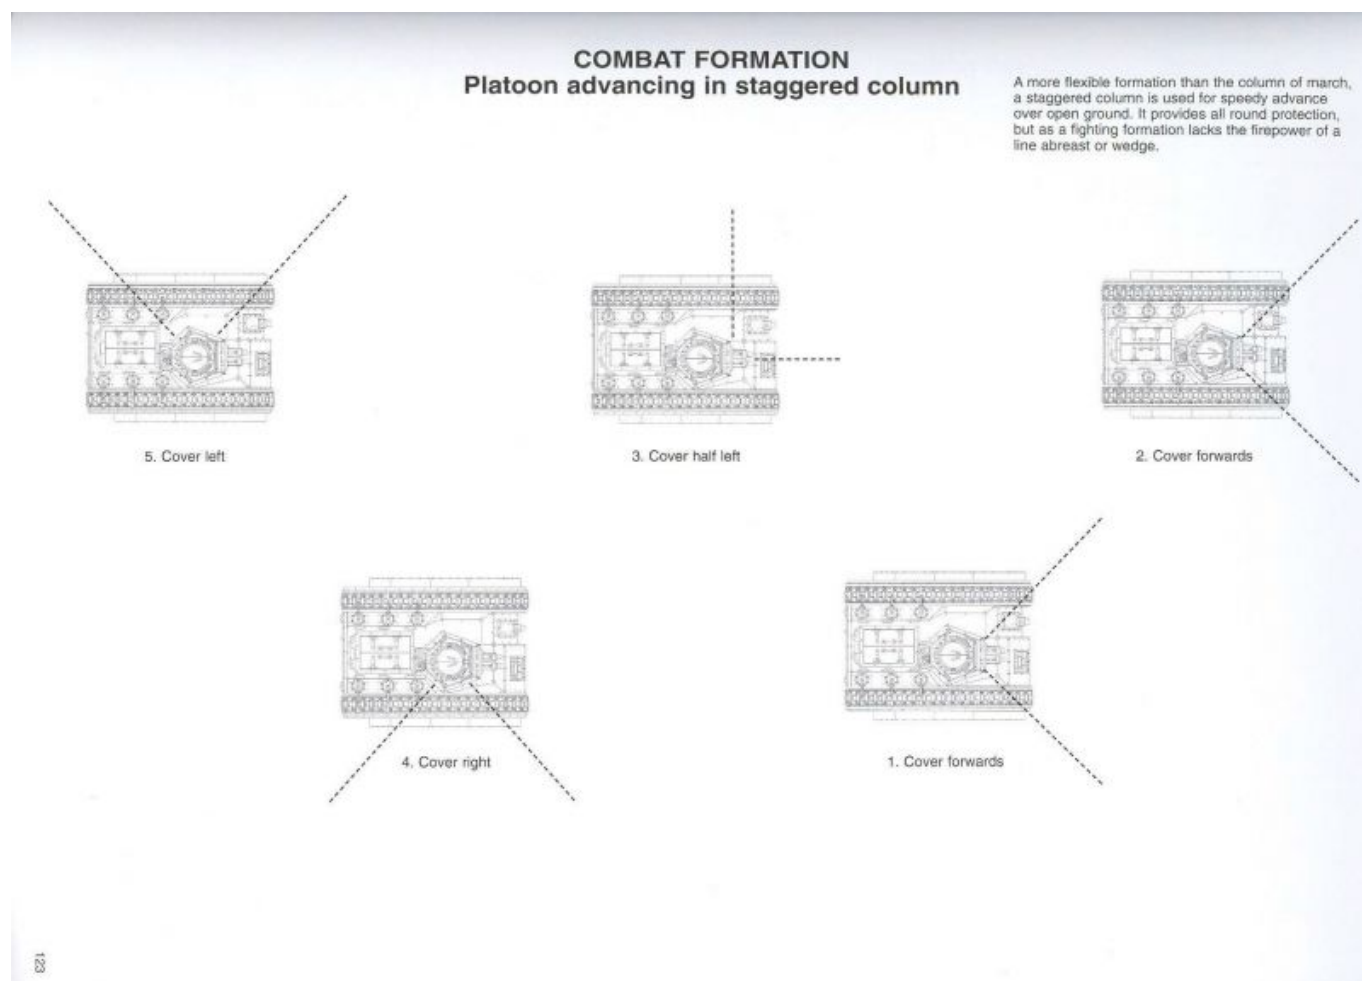 COMBAT FORMATION
Platoon advancing in staggered column
A more flexible formation than the column of march,
a staggered column is used for speedy advance
over open ground. It provides all round protection,
but as a fighting formation lacks the firepower of a
line abreast or wedge.
5. Cover left
3. Cover half left
2. Cover forwards
4. Cover right
1. Cover forwards
123